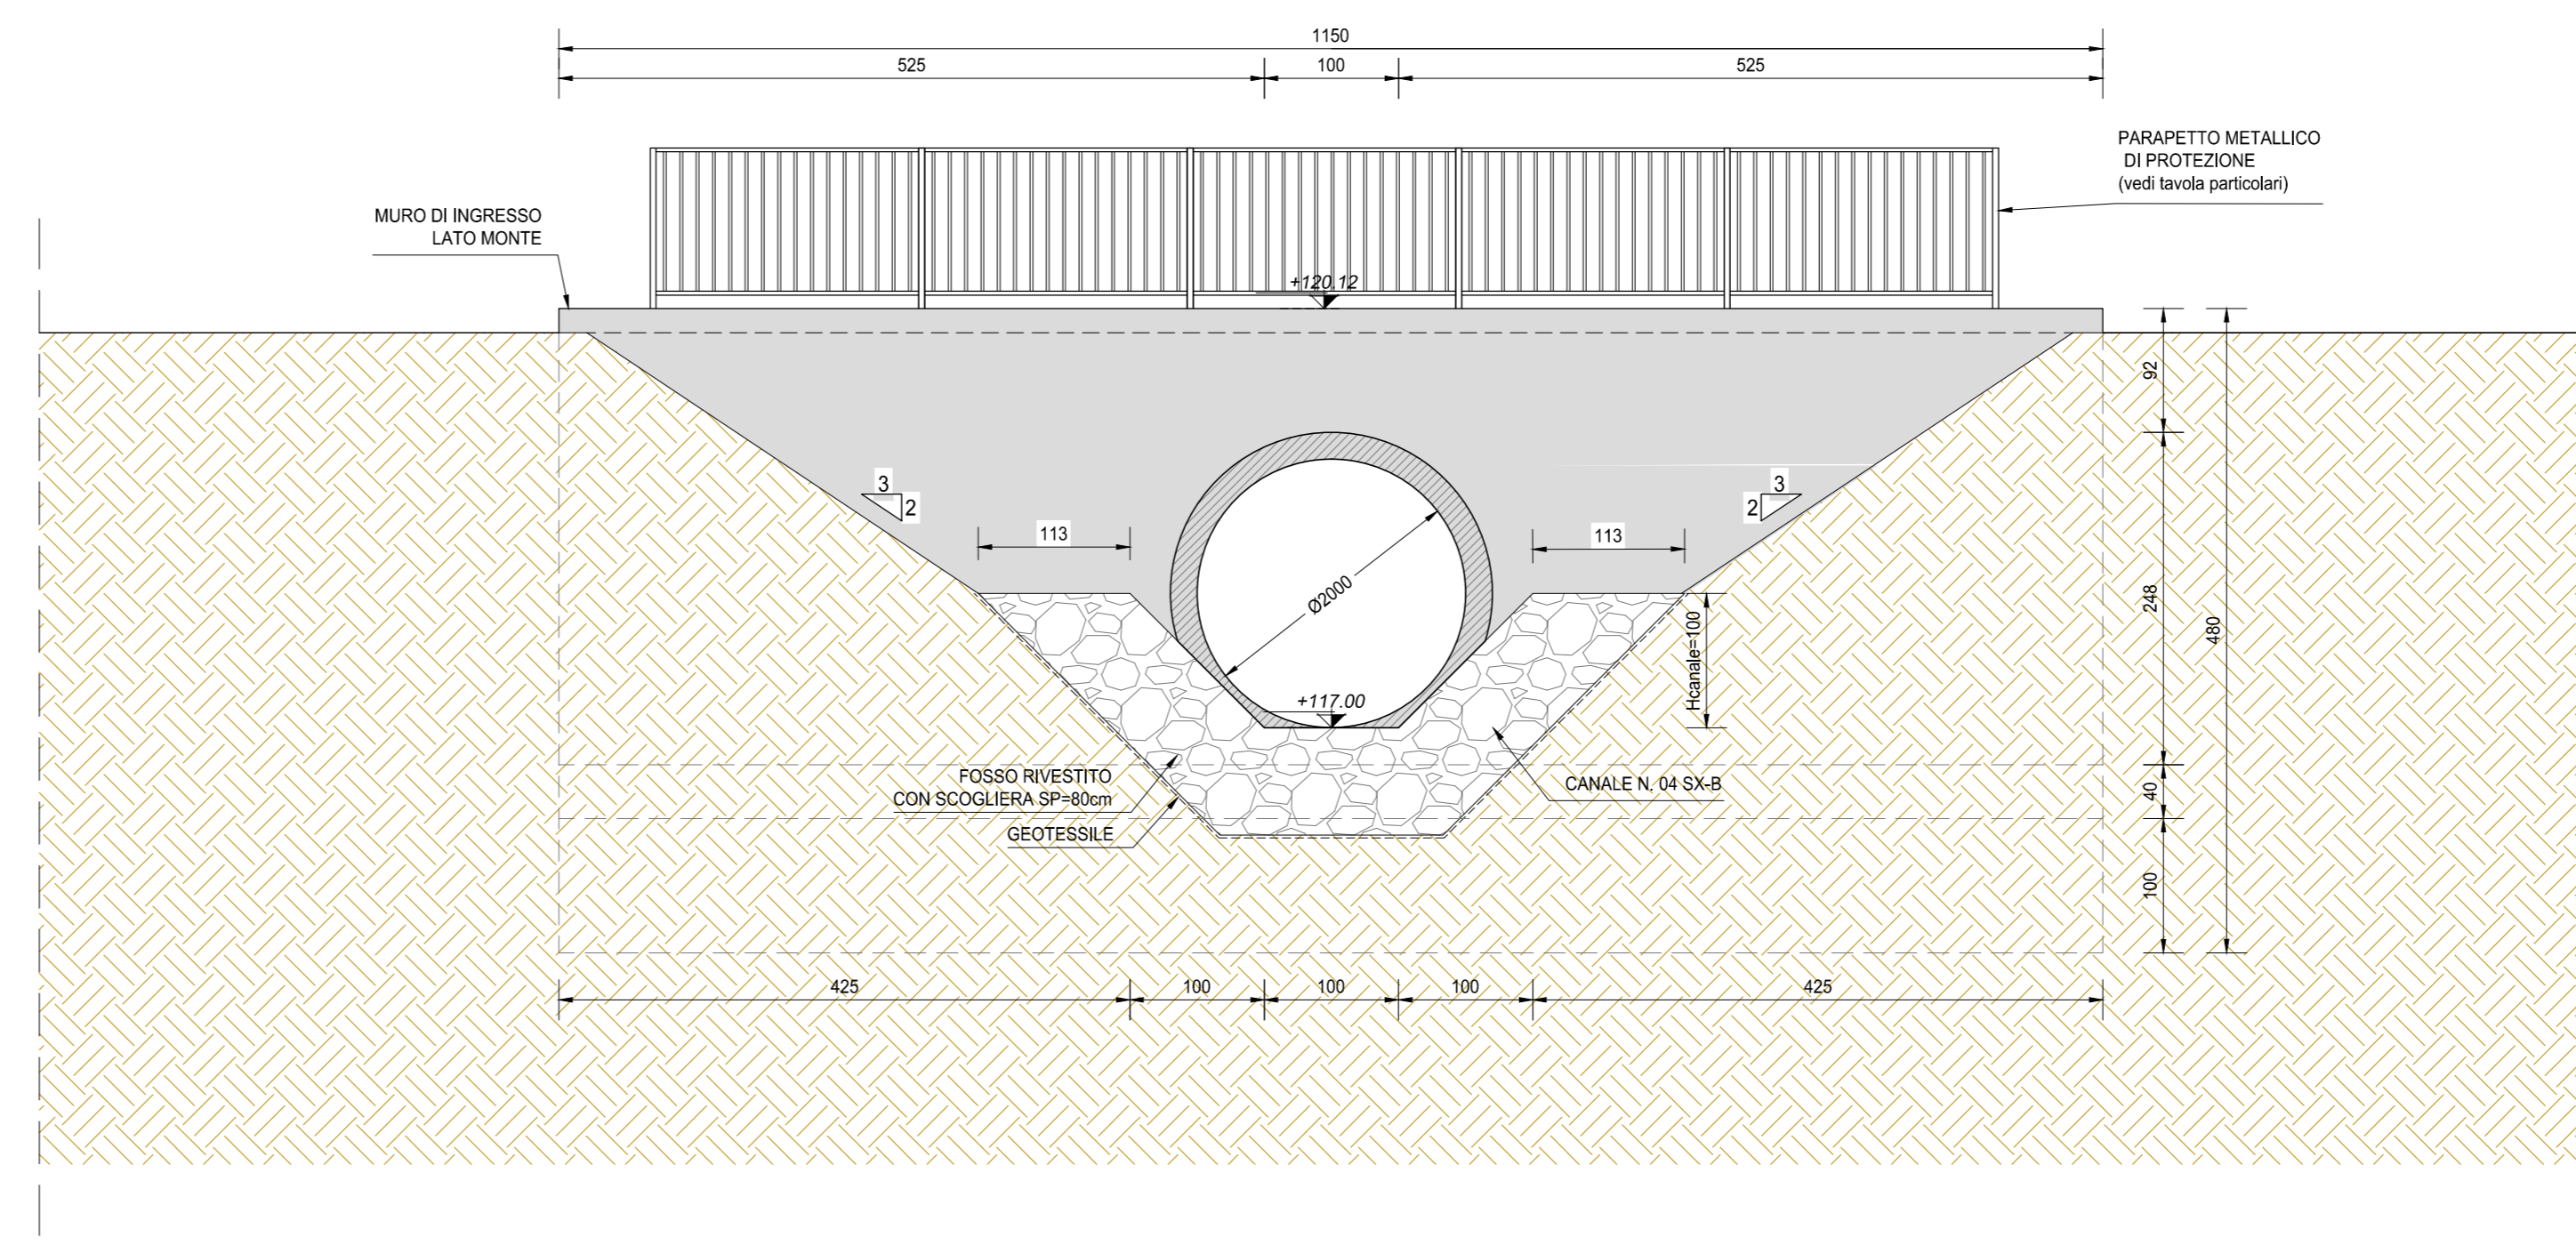 1150
525
100
525
PARAPETTO METALLICO
DI PROTEZIONE
(vedi tavola particolari)
MURO DI INGRESSO
LATO MONTE
+120.12
92
3
2
3
2
113
113
Ø2000
248
480
Hcanale=100
+117.00
FOSSO RIVESTITO
CON SCOGLIERA SP=80cm
GEOTESSILE
CANALE N. 04 SX-B
40
100
425
100
100
100
425